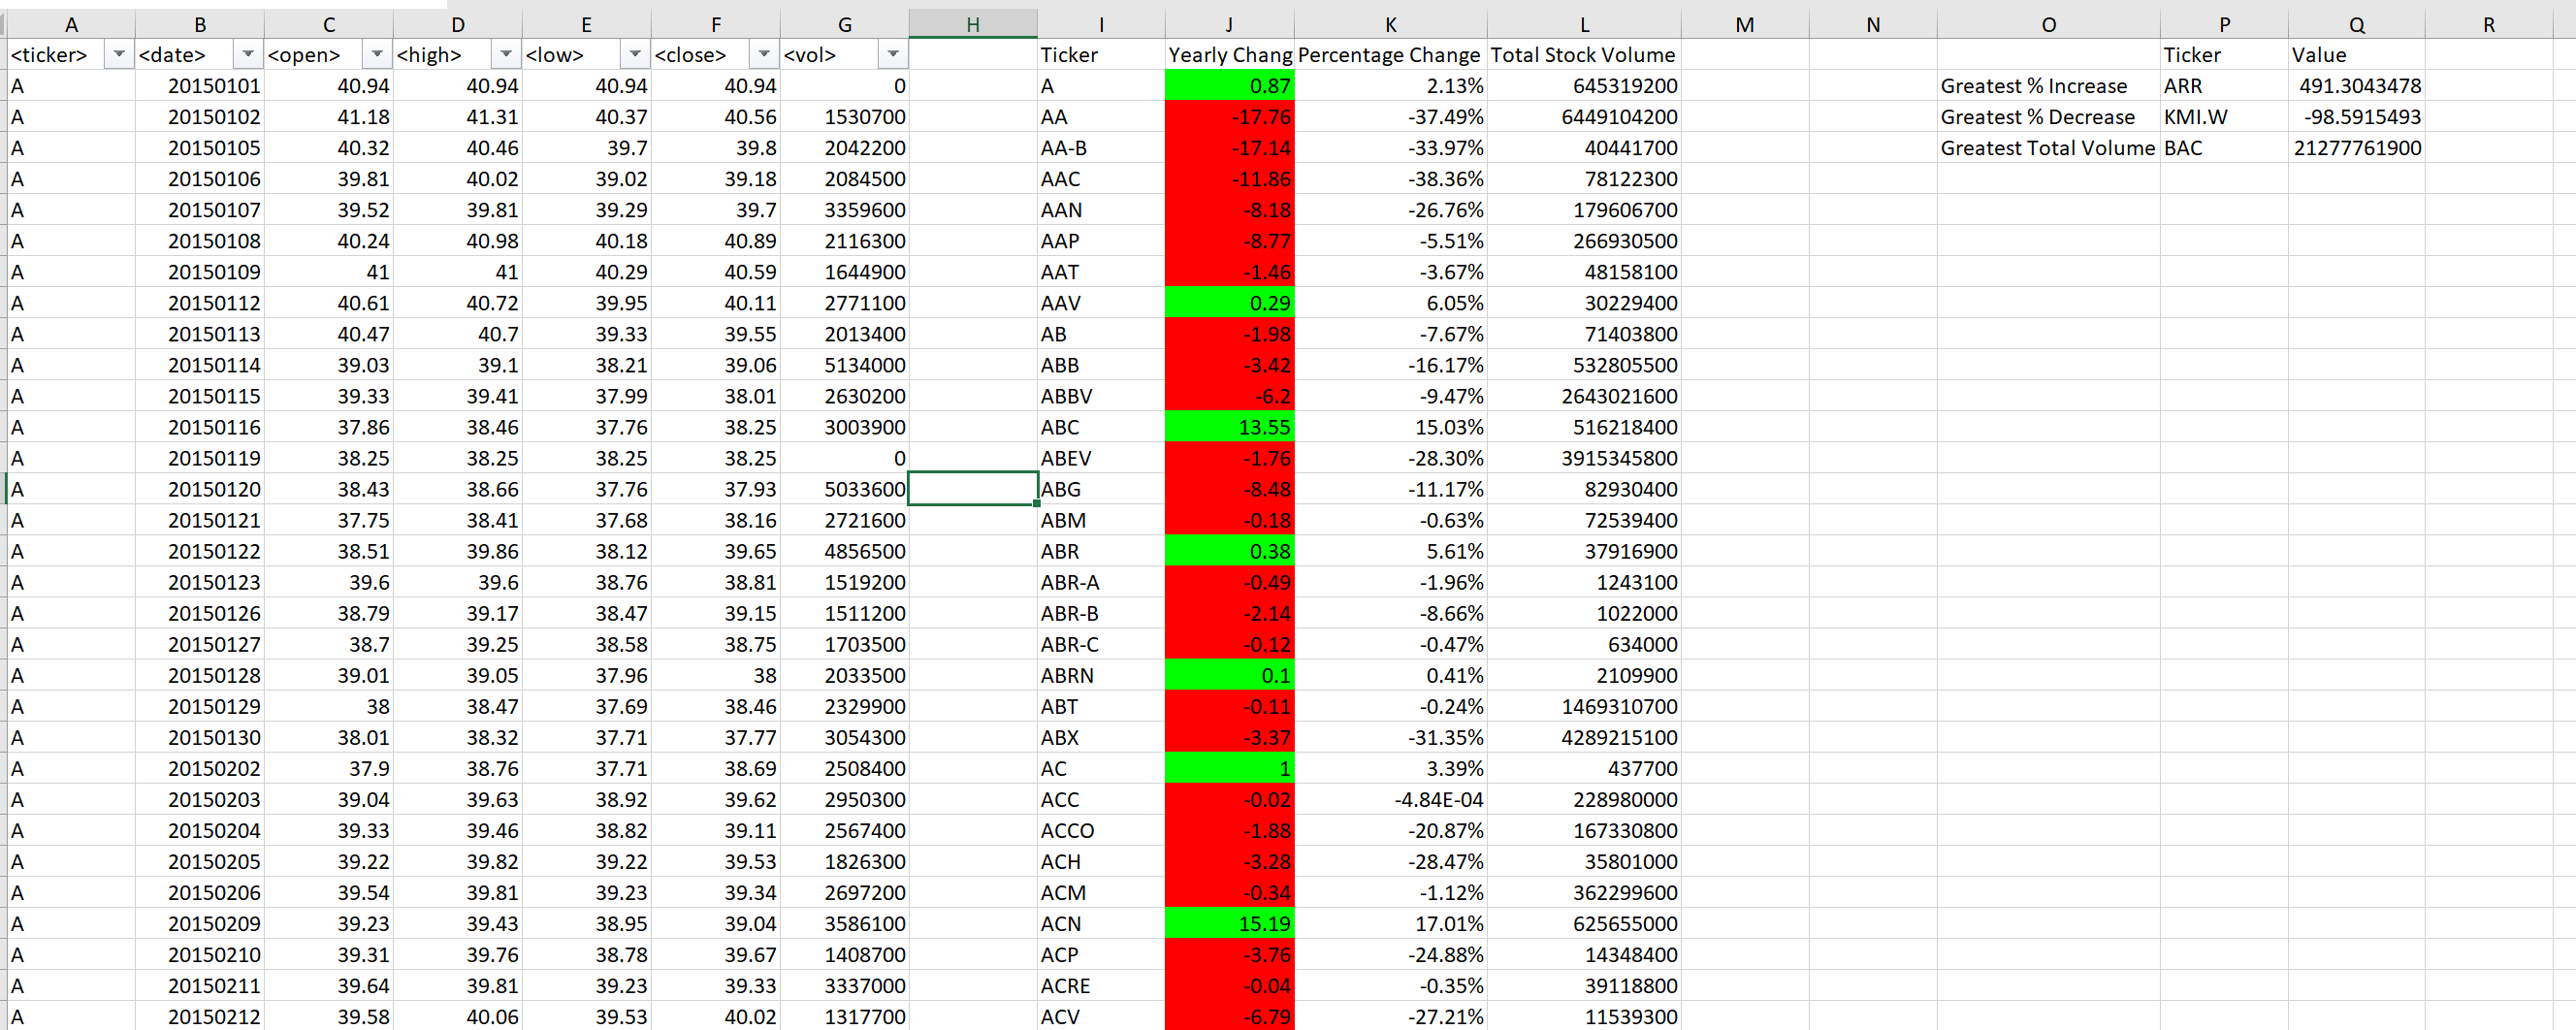 A B C D E F G H I J K L M N O P Q R
<ticker> <date> <open> <high> <low> <close> <vol> Ticker Yearly Chang Percentage Change Total Stock Volume Ticker Value
A 20150101 40.94 40.94 40.94 40.94 0 A 0.87 2.13% 645319200 Greatest % Increase ARR 491.3043478
A 20150102 41.18 41.31 40.37 40.56 1530700 AA -17.76 -37.49% 6449104200 Greatest % Decrease KMI.W -98.5915493
A 20150105 40.32 40.46 39.7 39.8 2042200 AA-B -17.14 -33.97% 40441700 Greatest Total Volume BAC 21277761900
A 20150106 39.81 40.02 39.02 39.18 2084500 AAC -11.86 -38.36% 78122300
A 20150107 39.52 39.81 39.29 39.7 3359600 AAN -8.18 -26.76% 179606700
A 20150108 40.24 40.98 40.18 40.89 2116300 AAP -8.77 -5.51% 266930500
A 20150109 41 41 40.29 40.59 1644900 AAT -1.46 -3.67% 48158100
A 20150112 40.61 40.72 39.95 40.11 2771100 AAV 0.29 6.05% 30229400
A 20150113 40.47 40.7 39.33 39.55 2013400 AB -1.98 -7.67% 71403800
A 20150114 39.03 39.1 38.21 39.06 5134000 ABB -3.42 -16.17% 532805500
A 20150115 39.33 39.41 37.99 38.01 2630200 ABBV -6.2 -9.47% 2643021600
A 20150116 37.86 38.46 37.76 38.25 3003900 ABC 13.55 15.03% 516218400
A 20150119 38.25 38.25 38.25 38.25 0 ABEV -1.76 -28.30% 3915345800
A 20150120 38.43 38.66 37.76 37.93 5033600 ABG -8.48 -11.17% 82930400
A 20150121 37.75 38.41 37.68 38.16 2721600 ABM -0.18 -0.63% 72539400
A 20150122 38.51 39.86 38.12 39.65 4856500 ABR 0.38 5.61% 37916900
A 20150123 39.6 39.6 38.76 38.81 1519200 ABR-A -0.49 -1.96% 1243100
A 20150126 38.79 39.17 38.47 39.15 1511200 ABR-B -2.14 -8.66% 1022000
A 20150127 38.7 39.25 38.58 38.75 1703500 ABR-C -0.12 -0.47% 634000
A 20150128 39.01 39.05 37.96 38 2033500 ABRN 0.1 0.41% 2109900
A 20150129 38 38.47 37.69 38.46 2329900 ABT -0.11 -0.24% 1469310700
A 20150130 38.01 38.32 37.71 37.77 3054300 ABX -3.37 -31.35% 4289215100
A 20150202 37.9 38.76 37.71 38.69 2508400 AC 1 3.39% 437700
A 20150203 39.04 39.63 38.92 39.62 2950300 ACC -0.02 -4.84E-04 228980000
A 20150204 39.33 39.46 38.82 39.11 2567400 ACCO -1.88 -20.87% 167330800
A 20150205 39.22 39.82 39.22 39.53 1826300 ACH -3.28 -28.47% 35801000
A 20150206 39.54 39.81 39.23 39.34 2697200 ACM -0.34 -1.12% 362299600
A 20150209 39.23 39.43 38.95 39.04 3586100 ACN 15.19 17.01% 625655000
A 20150210 39.31 39.76 38.78 39.67 1408700 ACP -3.76 -24.88% 14348400
A 20150211 39.64 39.81 39.23 39.33 3337000 ACRE -0.04 -0.35% 39118800
A 20150212 39.58 40.06 39.53 40.02 1317700 ACV -6.79 -27.21% 11539300